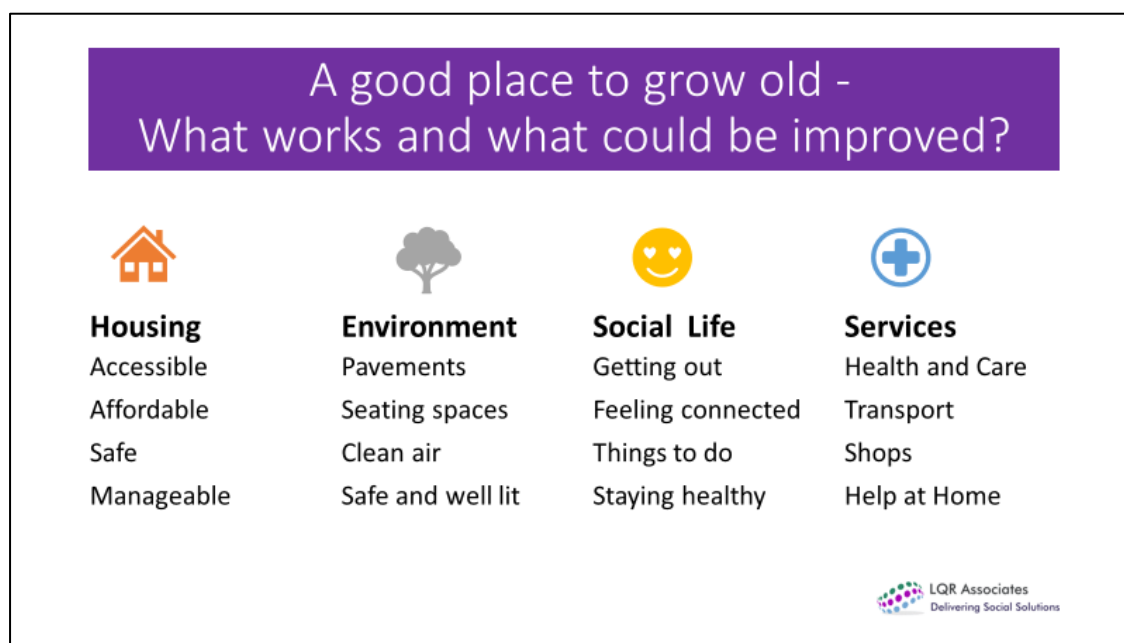 A good place to grow old -
What works and what could be improved?
Housing
Accessible
Affordable
Safe
Manageable
Environment
Pavements
Seating spaces
Clean air
Safe and well lit
Social Life
Getting out
Feeling connected
Things to do
Staying healthy
Services
Health and Care
Transport
Shops
Help at Home
LQR Associates
Delivering Social Solutions